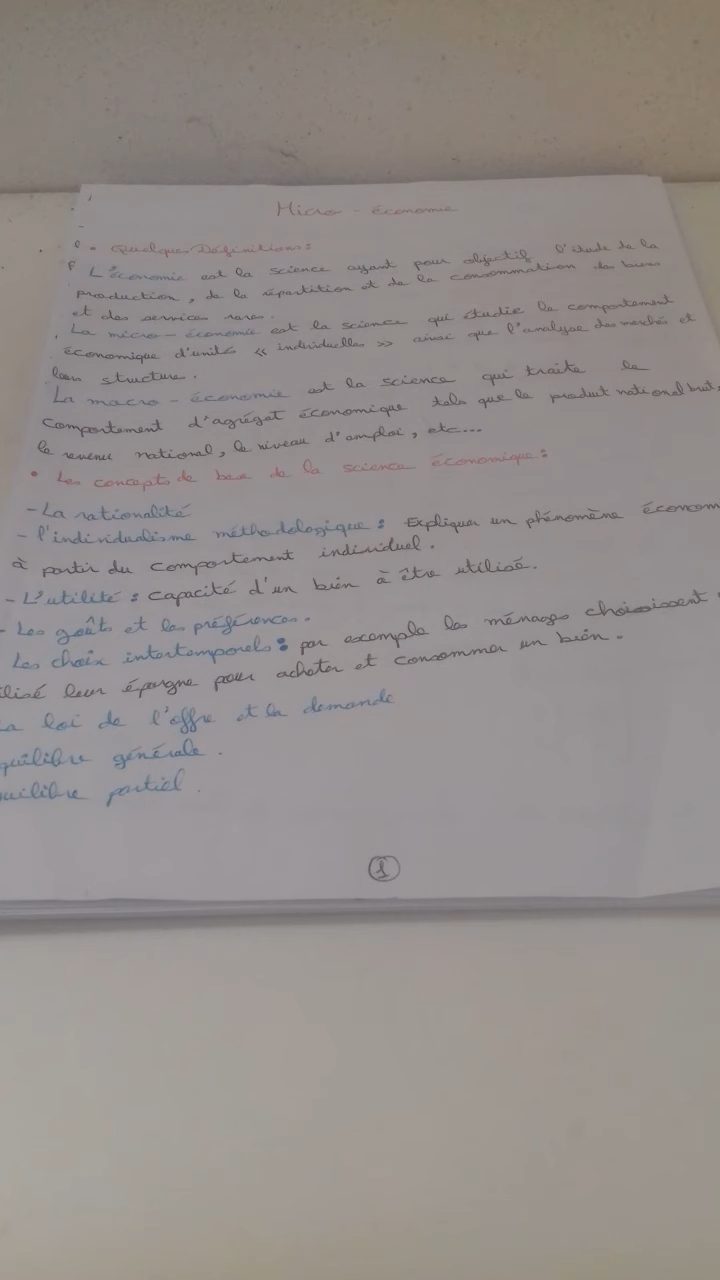 Micro - économie
• Quelques Définitions :
L'économie est la science ayant pour objectif l'étude de la
production, de la répartition et de la consommation des biens
et des services rares.
La micro - économie est la science qui étudie le comportement
économique d'unités « individuelles » ainsi que l'analyse des marchés et
leur structure.
La macro - économie est la science qui traite le
comportement d'agrégat économique tels que le produit national brut,
le revenu national, le niveau d'emploi, etc...
• Les concepts de base de la science économique :
- La rationalité
- l'individualisme méthodologique : Expliquer un phénomène économ
à partir du comportement individuel.
- L'utilité : capacité d'un bien à être utilisé.
- Les goûts et les préférences.
Les choix intertemporels : par exemple les ménages choisissent
ilisé leur épargne pour acheter et consommer un bien.
la loi de l'offre et la demande
quilibre générale.
uilibre partiel.
1